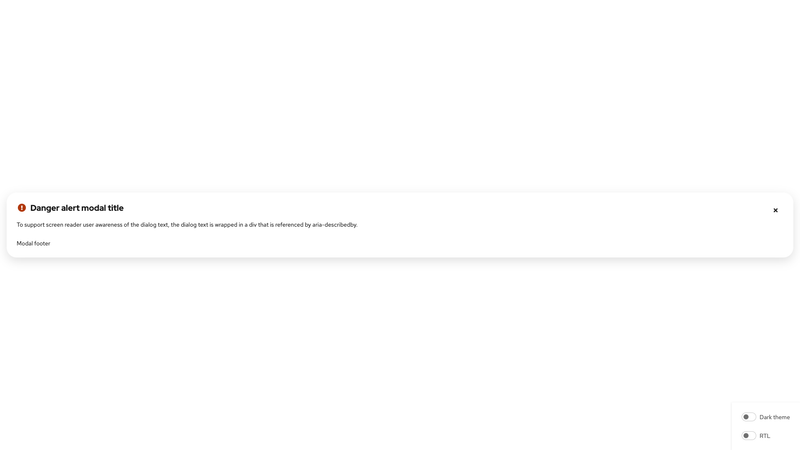 Danger alert modal title
To support screen reader user awareness of the dialog text, the dialog text is wrapped in a div that is referenced by aria-describedby.
Modal footer
Dark theme
RTL